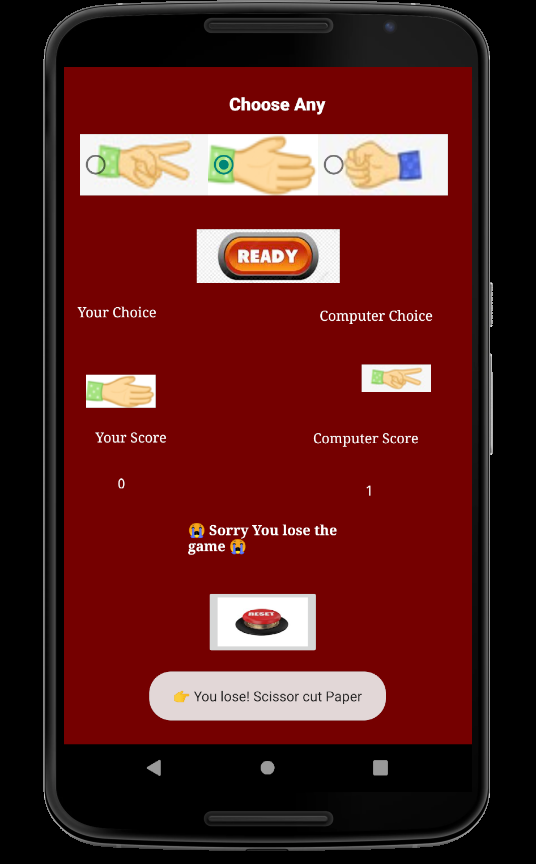 Choose Any
READY
Your Choice
Computer Choice
Your Score
Computer Score
0
1
😭 Sorry You lose the
game 😭
RESET
👉 You lose! Scissor cut Paper